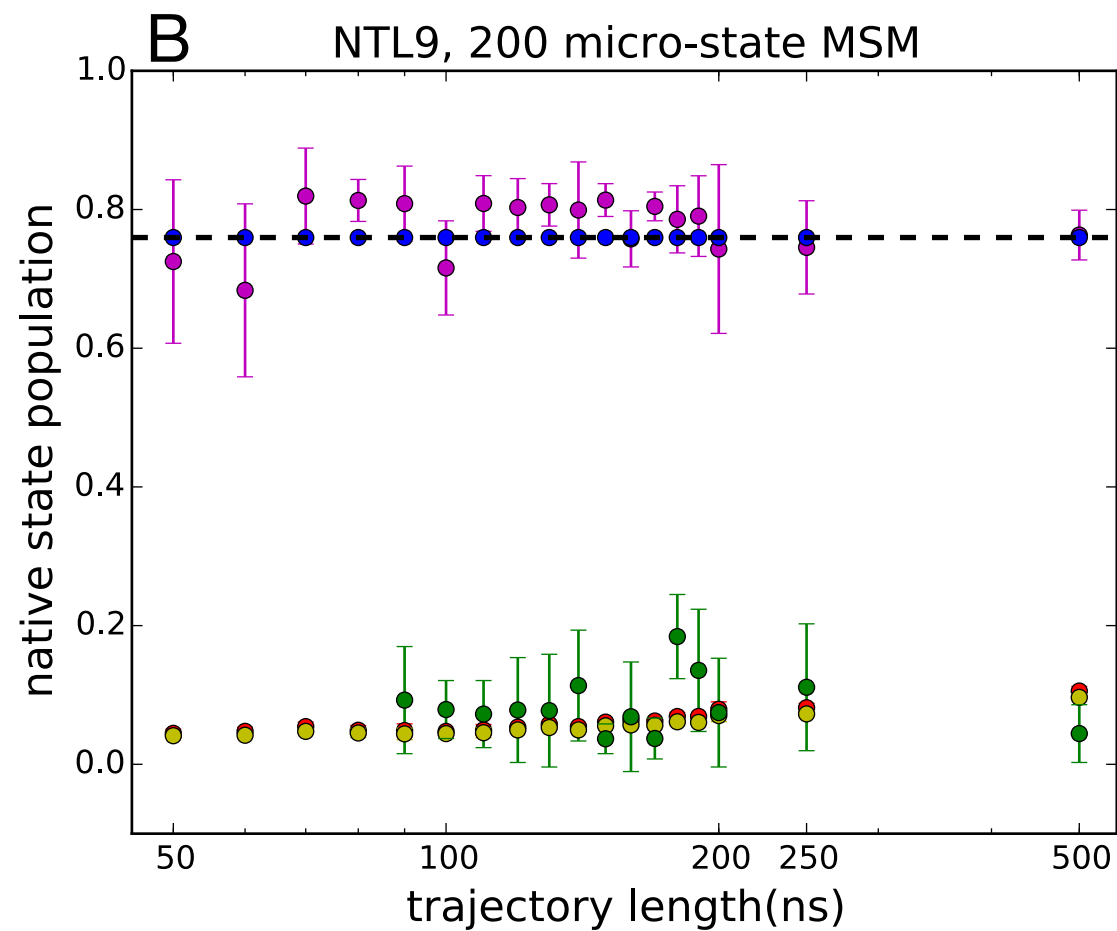 B
NTL9, 200 micro-state MSM
native state population
1.0
0.8
0.6
0.4
0.2
0.0
50
100
200
250
500
trajectory length(ns)